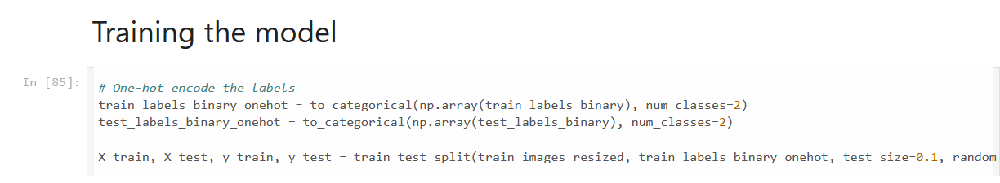 Training the model
In [85]:
# One-hot encode the labels
train_labels_binary_onehot = to_categorical(np.array(train_labels_binary), num_classes=2)
test_labels_binary_onehot = to_categorical(np.array(test_labels_binary), num_classes=2)
X_train, X_test, y_train, y_test = train_test_split(train_images_resized, train_labels_binary_onehot, test_size=0.1, random_